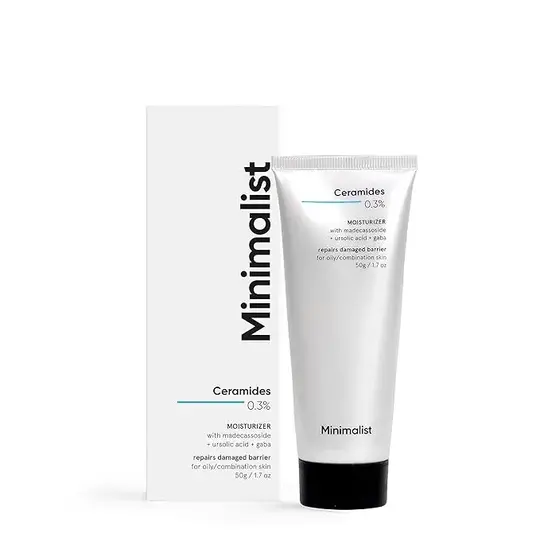 Minimalist
Ceramides
0.3%
MOISTURIZER
with madecassoside
+ ursolic acid + gaba
repairs damaged barrier
for oily/combination skin
50g / 1.7 oz
Ceramides
0.3%
MOISTURIZER
with madecassoside
+ ursolic acid + gaba
repairs damaged barrier
for oily/combination skin
50g / 1.7 oz
Minimalist